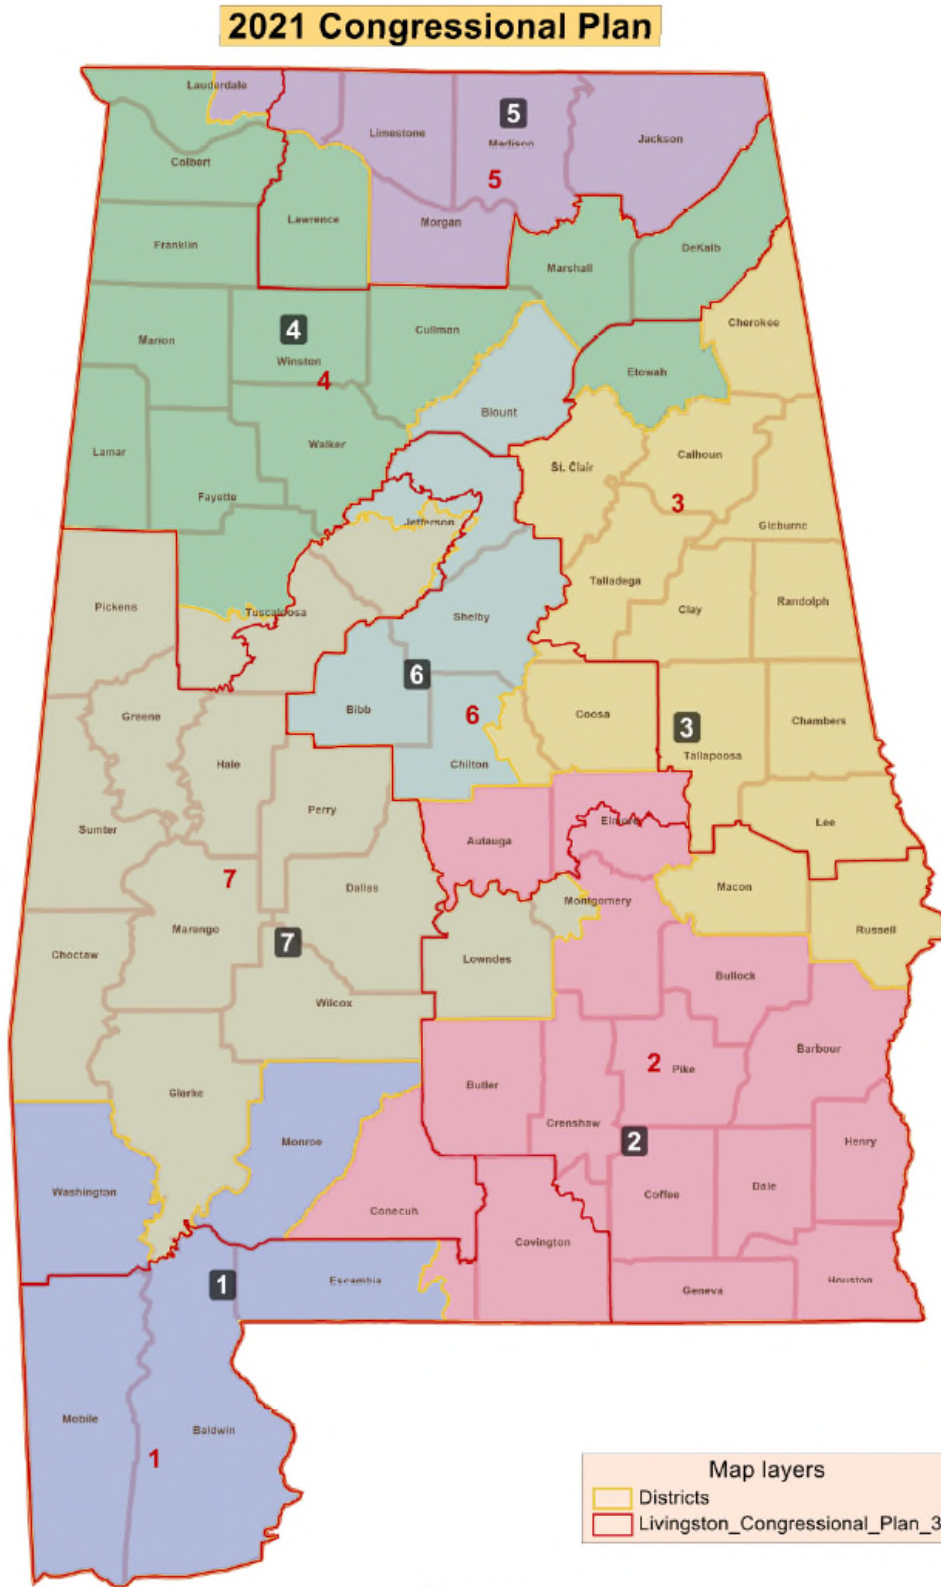 2021 Congressional Plan
Lauderdale
Limestone
5
Madison
Jackson
Colbert
5
Lawrence
Morgan
Franklin
DeKalb
Marshall
Cherokee
4
Cullman
Marion
Winston
4
Etowah
Blount
Walker
Lamar
Calhoun
St. Clair
Fayette
3
Jefferson
Cleburne
Talladega
Pickens
Tuscaloosa
Shelby
Clay
Randolph
6
Bibb
Greene
6
Coosa
3
Chambers
Tallapoosa
Hale
Chilton
Perry
Sumter
Autauga
Elmore
Lee
7
Dallas
Macon
Marengo
Montgomery
Russell
7
Choctaw
Lowndes
Bullock
Wilcox
Barbour
2
Pike
Butler
Clarke
Crenshaw
Monroe
2
Henry
Washington
Coffee
Dale
Conecuh
Covington
1
Escambia
Geneva
Houston
Mobile
Baldwin
1
Map layers
Districts
Livingston_Congressional_Plan_3